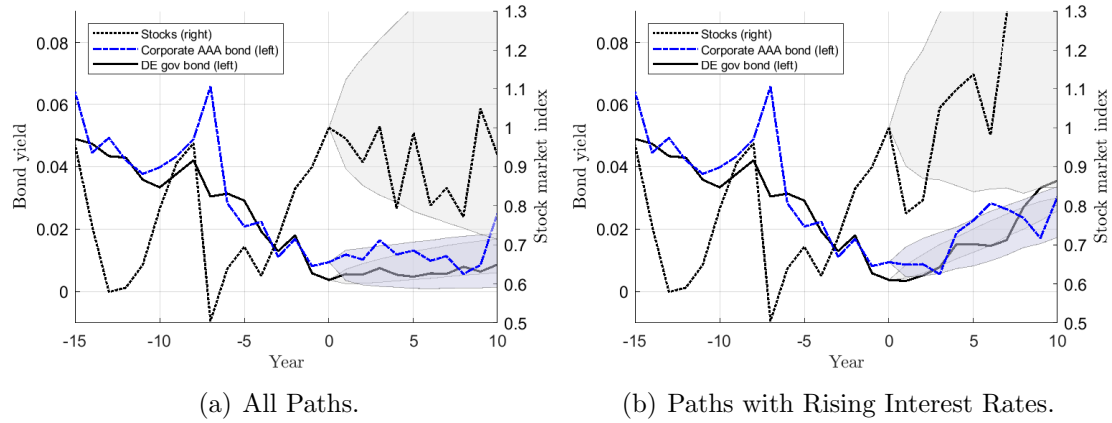 Stocks (right)
Corporate AAA bond (left)
DE gov bond (left)
Bond yield
0.08
0.06
0.04
0.02
0
-15
-10
-5
0
5
10
Year
1.3
1.2
1.1
1
0.9
0.8
0.7
0.6
0.5
Stock market index
(a) All Paths.
Stocks (right)
Corporate AAA bond (left)
DE gov bond (left)
Bond yield
0.08
0.06
0.04
0.02
0
-15
-10
-5
0
5
10
Year
1.3
1.2
1.1
1
0.9
0.8
0.7
0.6
0.5
Stock market index
(b) Paths with Rising Interest Rates.